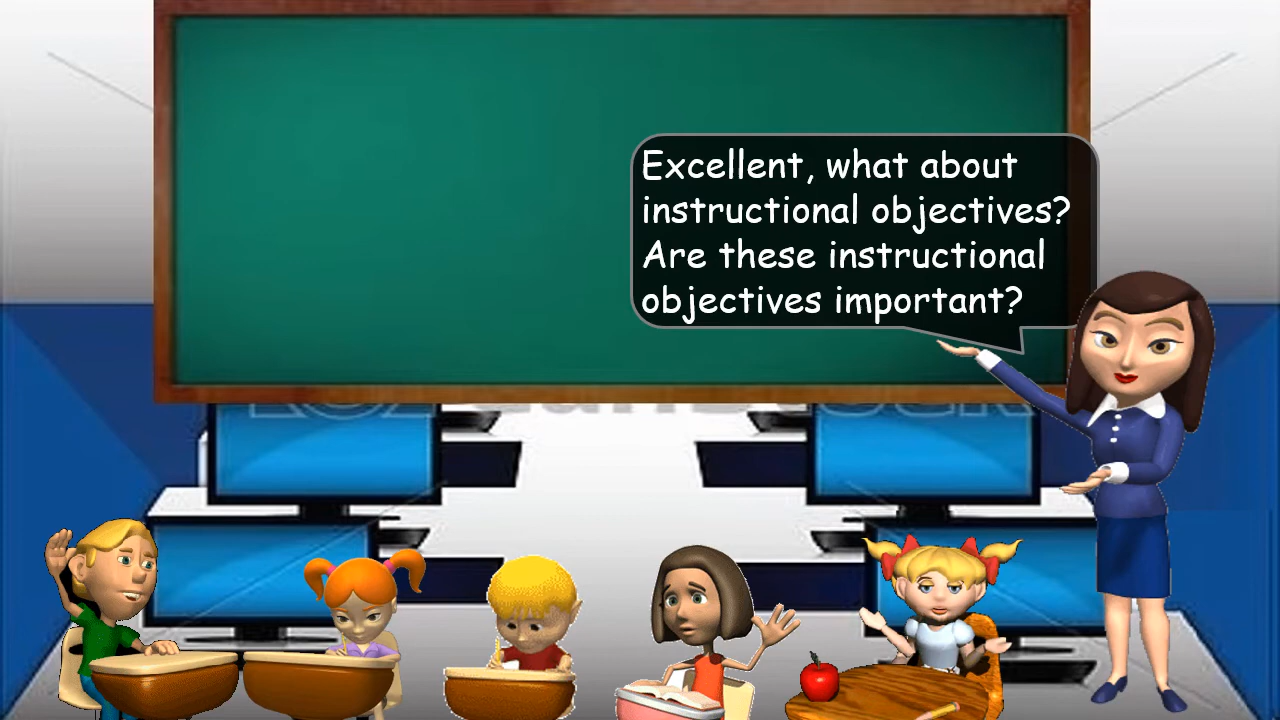 Excellent, what about
instructional objectives?
Are these instructional
objectives important?